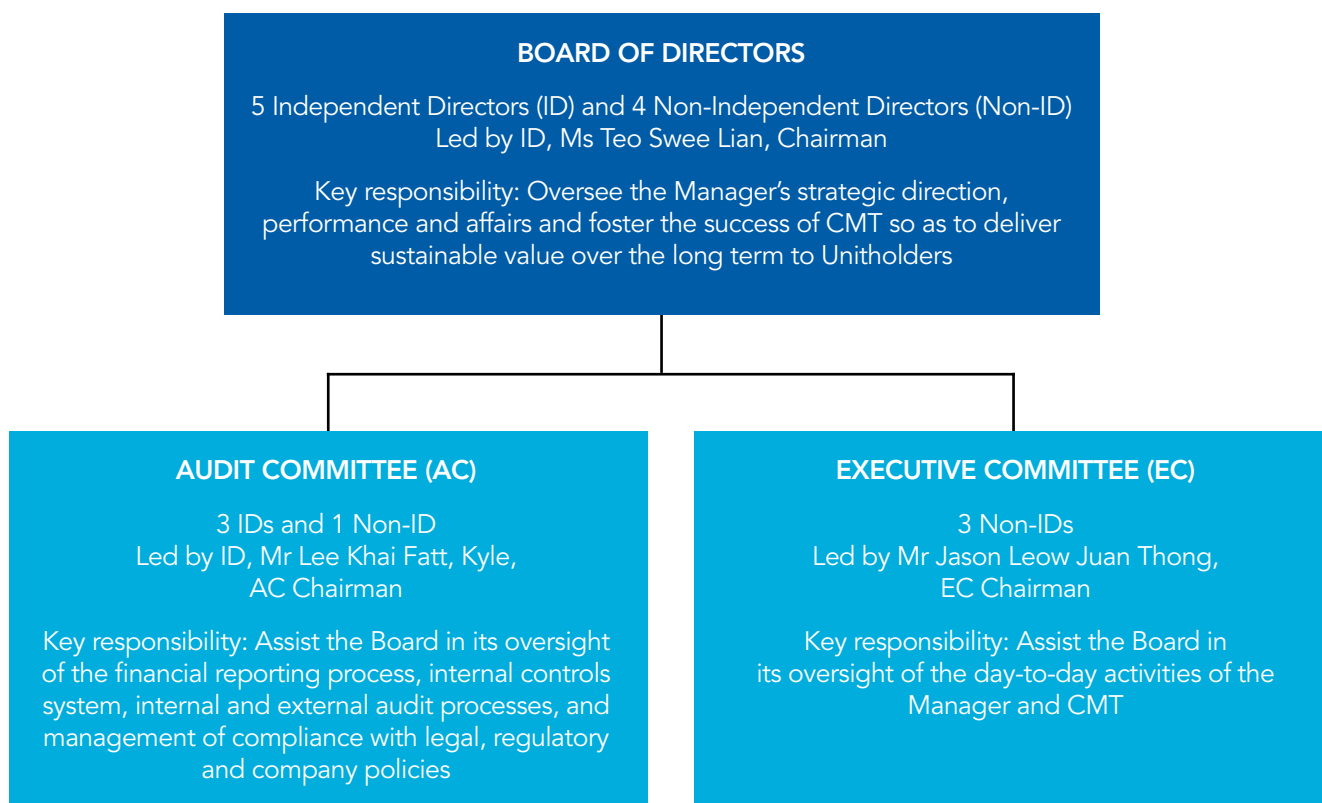 BOARD OF DIRECTORS
5 Independent Directors (ID) and 4 Non-Independent Directors (Non-ID)
Led by ID, Ms Teo Swee Lian, Chairman
Key responsibility: Oversee the Manager’s strategic direction,
performance and affairs and foster the success of CMT so as to deliver
sustainable value over the long term to Unitholders
AUDIT COMMITTEE (AC)
3 IDs and 1 Non-ID
Led by ID, Mr Lee Khai Fatt, Kyle,
AC Chairman
Key responsibility: Assist the Board in its oversight
of the financial reporting process, internal controls
system, internal and external audit processes, and
management of compliance with legal, regulatory
and company policies
EXECUTIVE COMMITTEE (EC)
3 Non-IDs
Led by Mr Jason Leow Juan Thong,
EC Chairman
Key responsibility: Assist the Board in
its oversight of the day-to-day activities of the
Manager and CMT